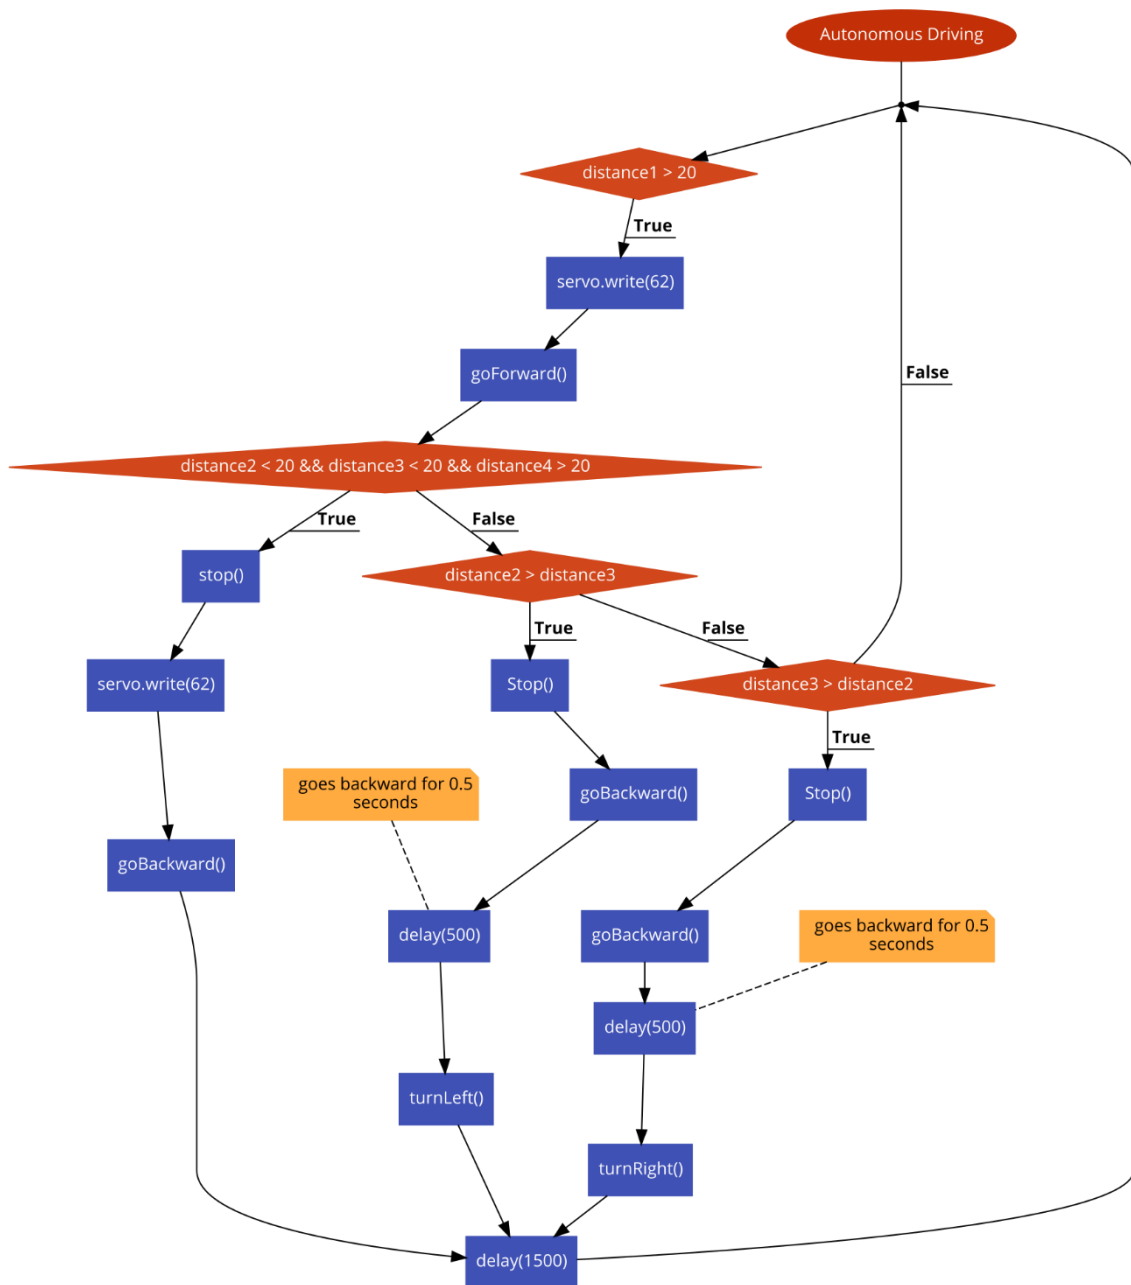 Autonomous Driving
distance1 > 20
True
servo.write(62)
goForward()
False
distance2 < 20 && distance3 < 20 && distance4 > 20
True
False
stop()
distance2 > distance3
True
False
servo.write(62)
Stop()
distance3 > distance2
True
goes backward for 0.5
seconds
goBackward()
Stop()
goBackward()
delay(500)
goBackward()
goes backward for 0.5
seconds
delay(500)
turnLeft()
turnRight()
delay(1500)